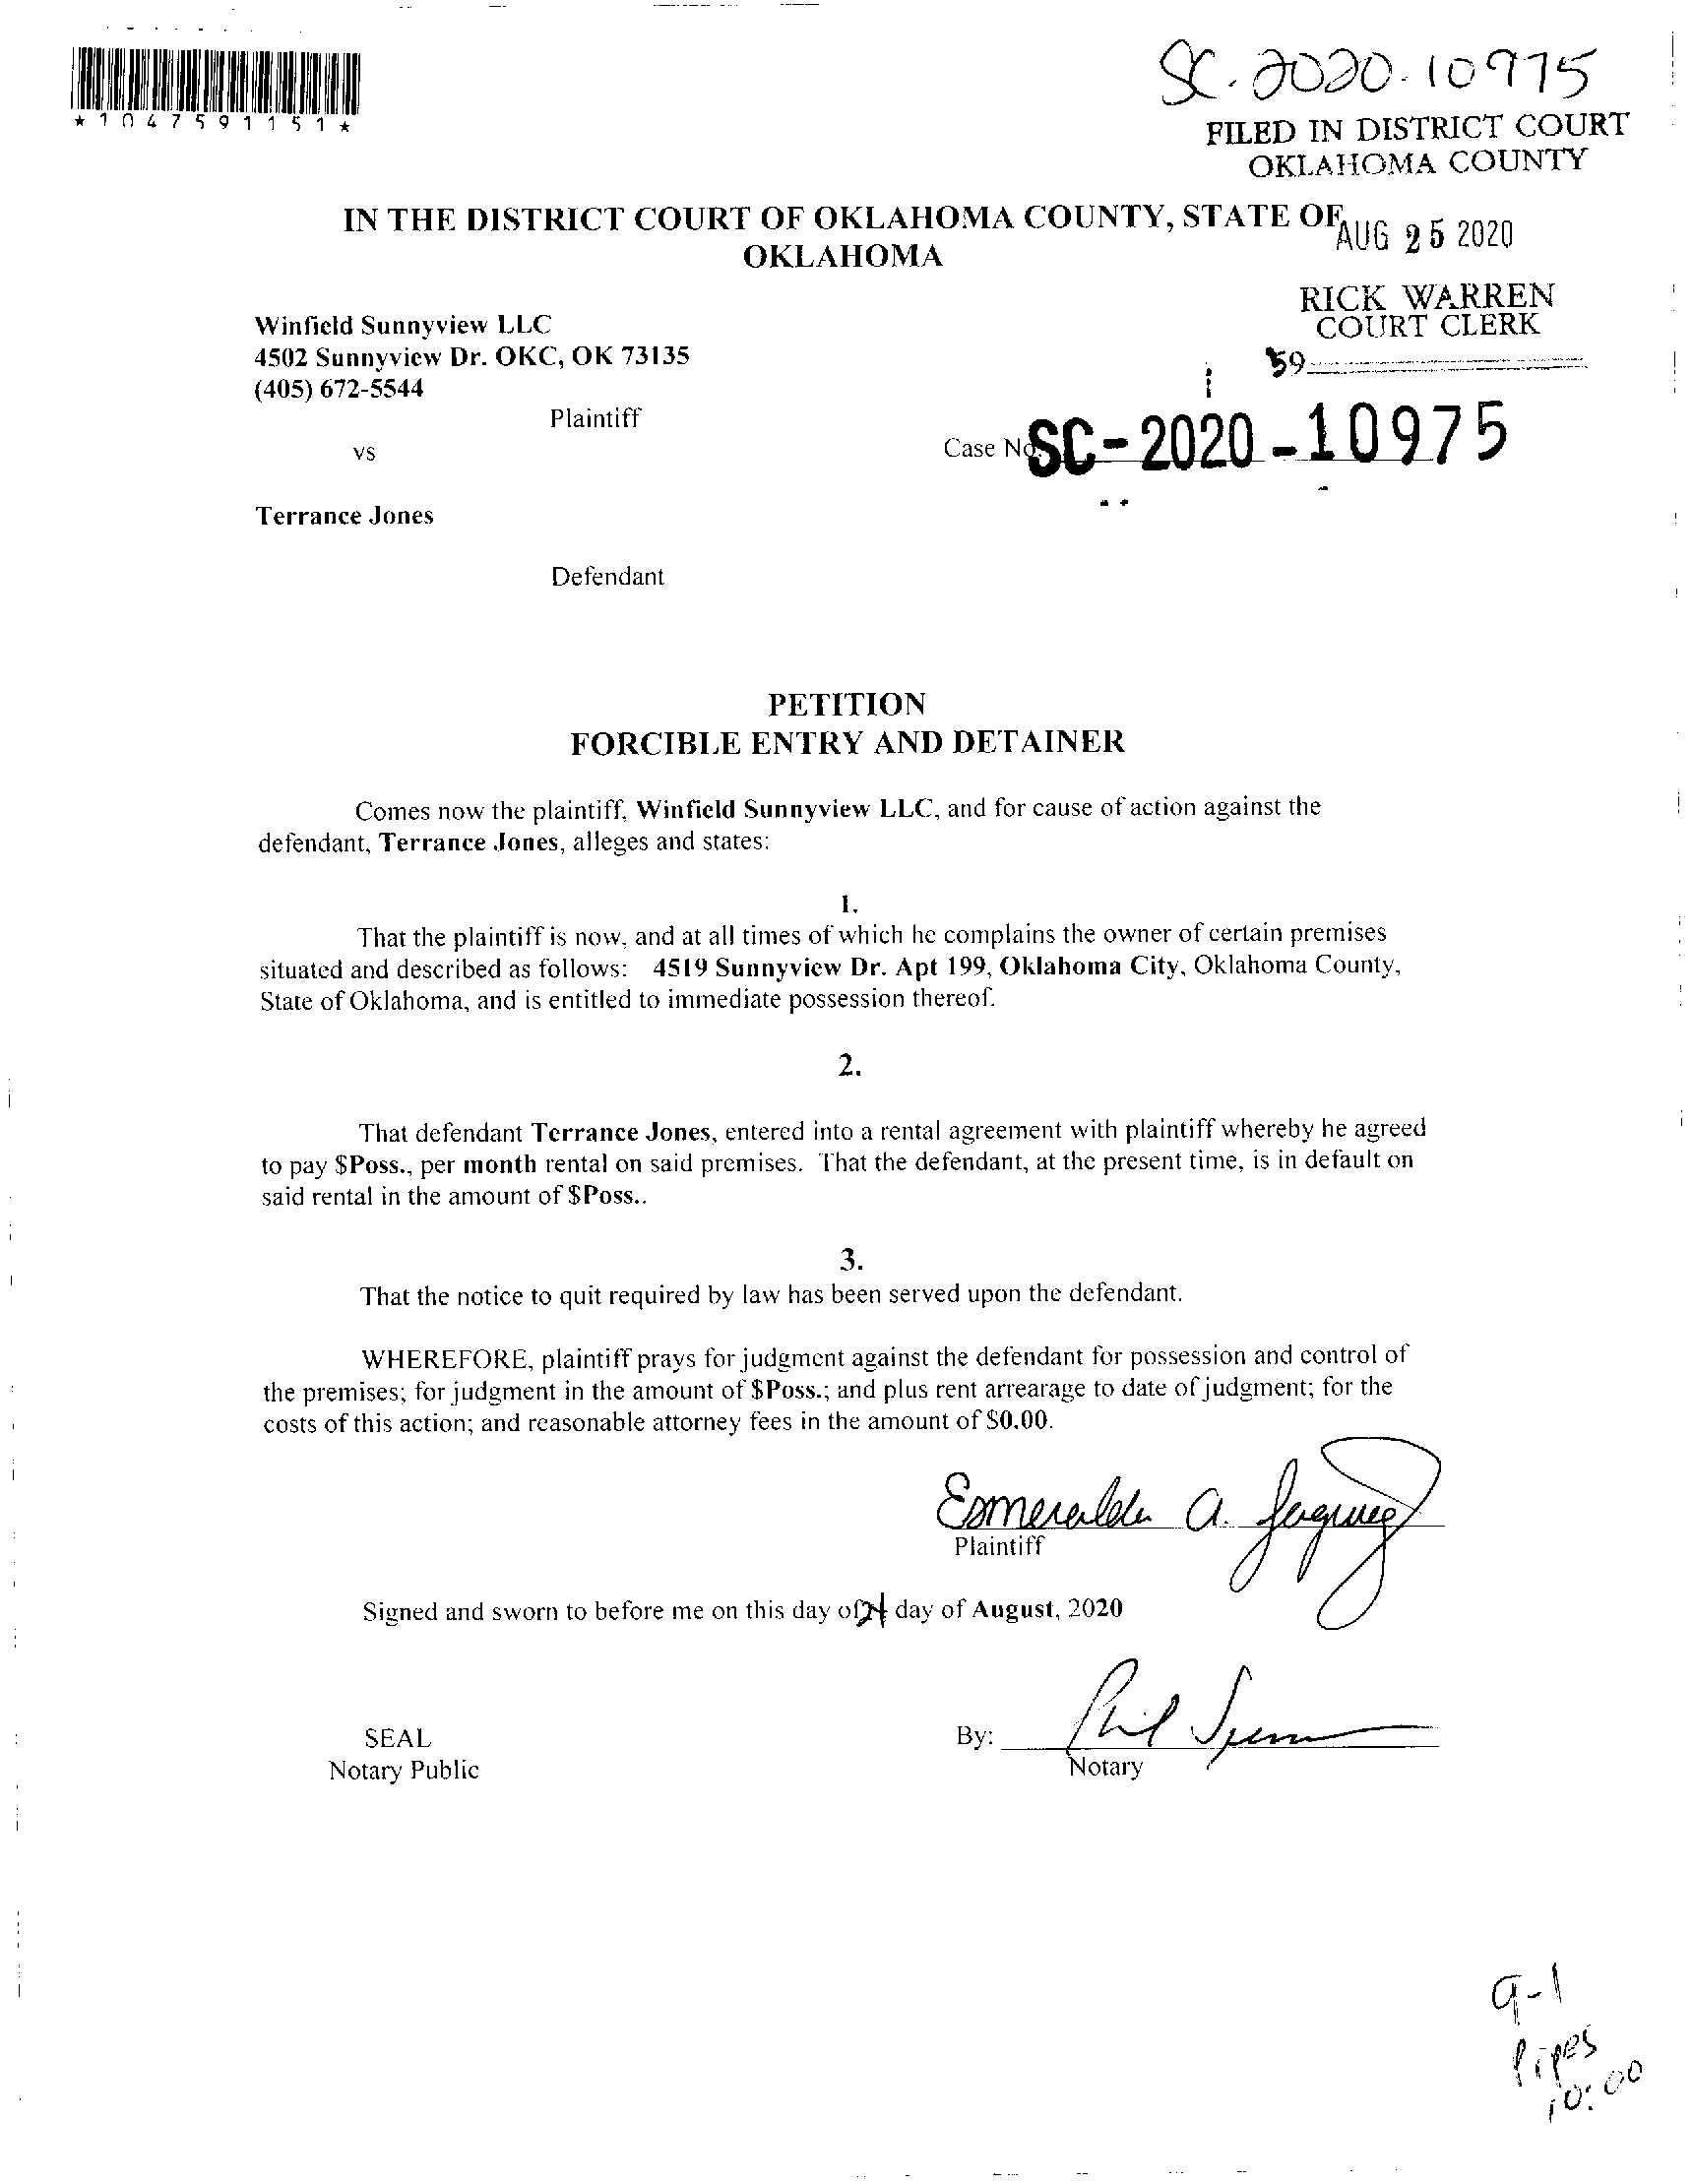 SC-2020-10975
*1047591151*
FILED IN DISTRICT COURT
OKLAHOMA COUNTY
IN THE DISTRICT COURT OF OKLAHOMA COUNTY, STATE OF
OKLAHOMA
AUG 25 2020
RICK WARREN
COURT CLERK
59
Winfield Sunnyview LLC
4502 Sunnyview Dr. OKC, OK 73135
(405) 672-5544
Plaintiff
vs
Case No. SC-2020-10975
Terrance Jones
Defendant
PETITION
FORCIBLE ENTRY AND DETAINER
Comes now the plaintiff, Winfield Sunnyview LLC, and for cause of action against the
defendant, Terrance Jones, alleges and states:
1.
That the plaintiff is now, and at all times of which he complains the owner of certain premises
situated and described as follows: 4519 Sunnyview Dr. Apt 199, Oklahoma City, Oklahoma County,
State of Oklahoma, and is entitled to immediate possession thereof.
2.
That defendant Terrance Jones, entered into a rental agreement with plaintiff whereby he agreed
to pay $Poss., per month rental on said premises. That the defendant, at the present time, is in default on
said rental in the amount of $Poss..
3.
That the notice to quit required by law has been served upon the defendant.
WHEREFORE, plaintiff prays for judgment against the defendant for possession and control of
the premises; for judgment in the amount of $Poss.; and plus rent arrearage to date of judgment; for the
costs of this action; and reasonable attorney fees in the amount of $0.00.
Esmeralda A.
Plaintiff
Signed and sworn to before me on this day of 24 day of August, 2020
SEAL
Notary Public
By: Phil
Notary
9-1
Pipes
10:00